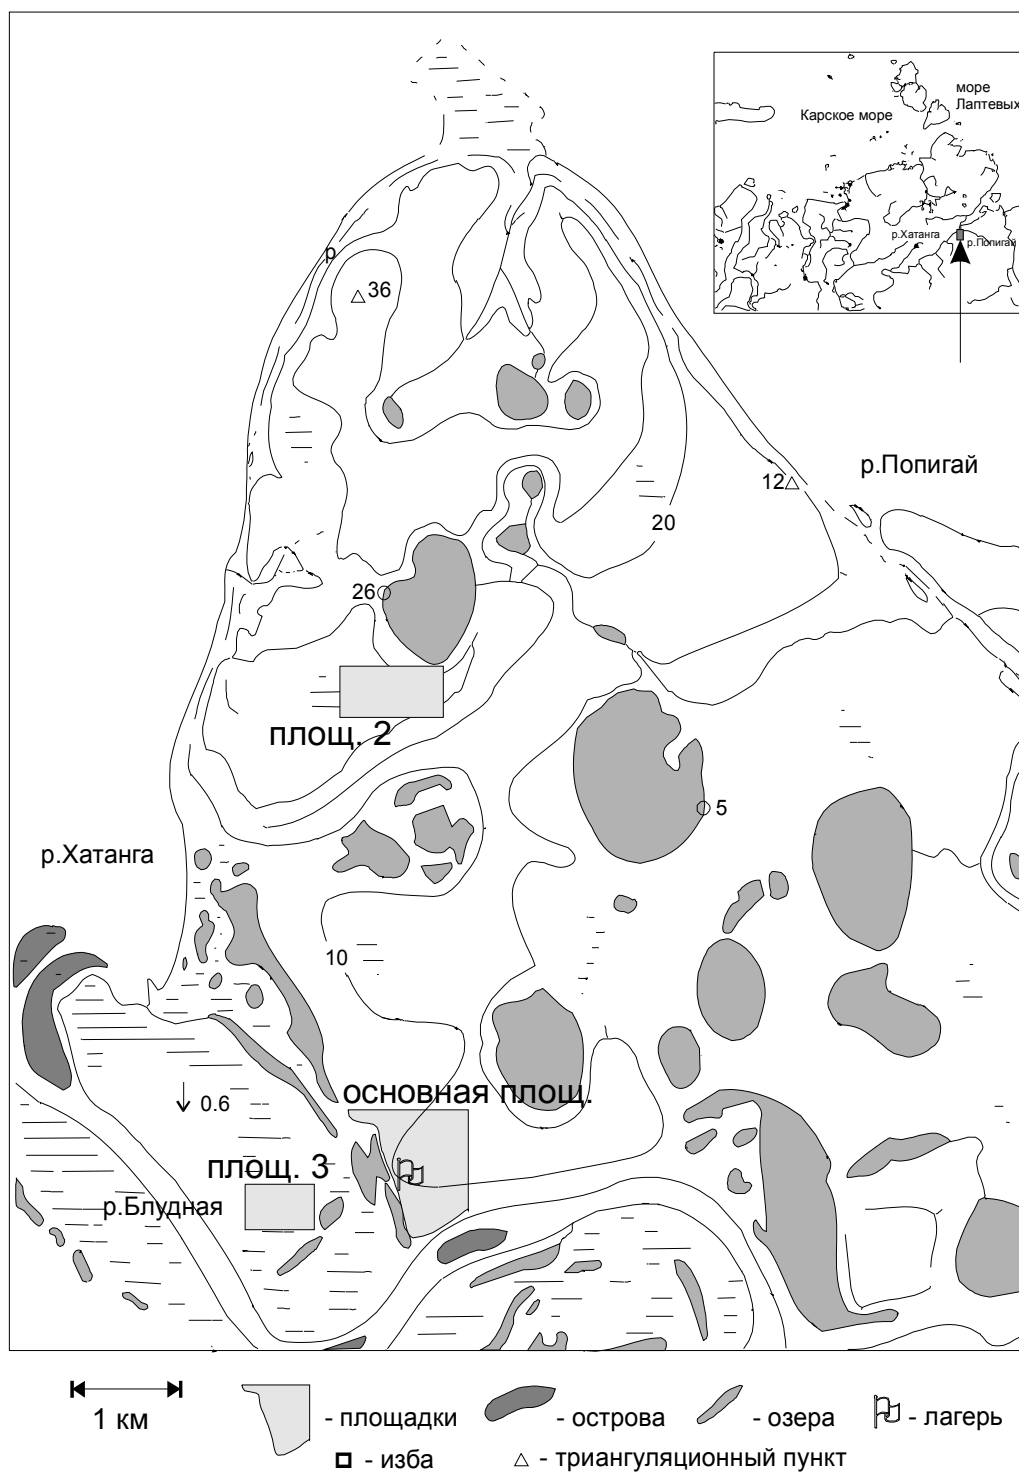 море
Лаптевых
Карское море
р.Хатанга
р.Попигай
р
36
р.Попигай
12
20
26
площ. 2
5
р.Хатанга
10
основная площ.
0.6
площ. 3
р.Блудная
1 км
- площадки
- острова
- озера
- лагерь
- изба
- триангуляционный пункт